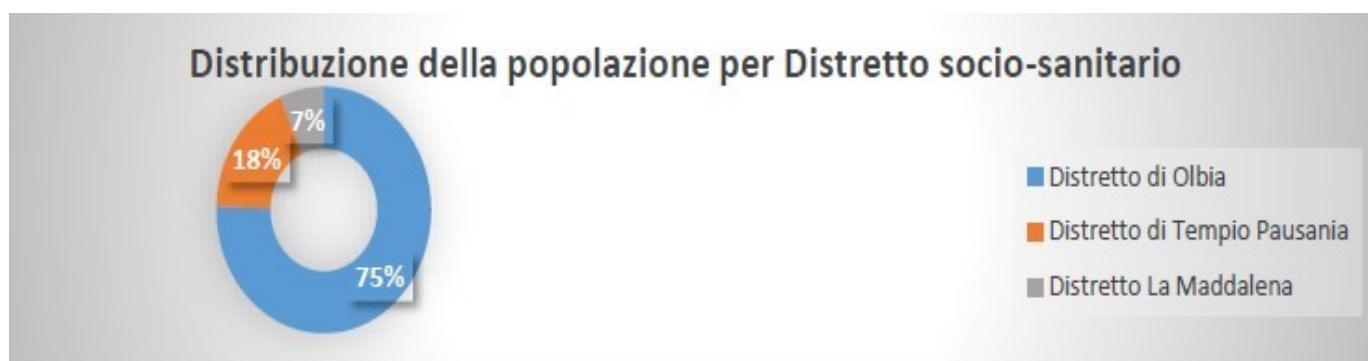 Distribuzione della popolazione per Distretto socio-sanitario
7%
18%
75%
Distretto di Olbia
Distretto di Tempio Pausania
Distretto La Maddalena